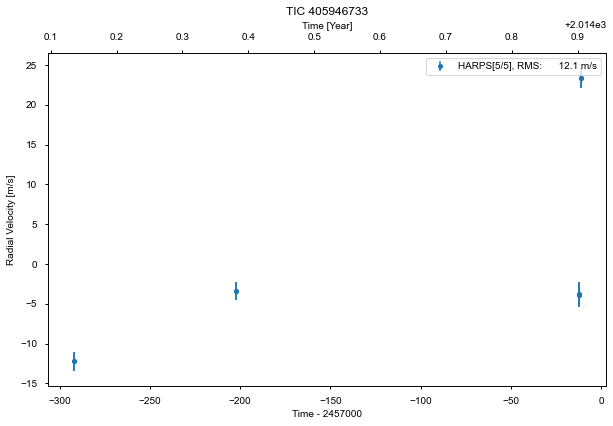 TIC 405946733
Time [Year]
+2.014e3
0.1 0.2 0.3 0.4 0.5 0.6 0.7 0.8 0.9
HARPS[5/5], RMS: 12.1 m/s
25
20
15
10
5
0
−5
−10
−15
Radial Velocity [m/s]
−300 −250 −200 −150 −100 −50 0
Time - 2457000